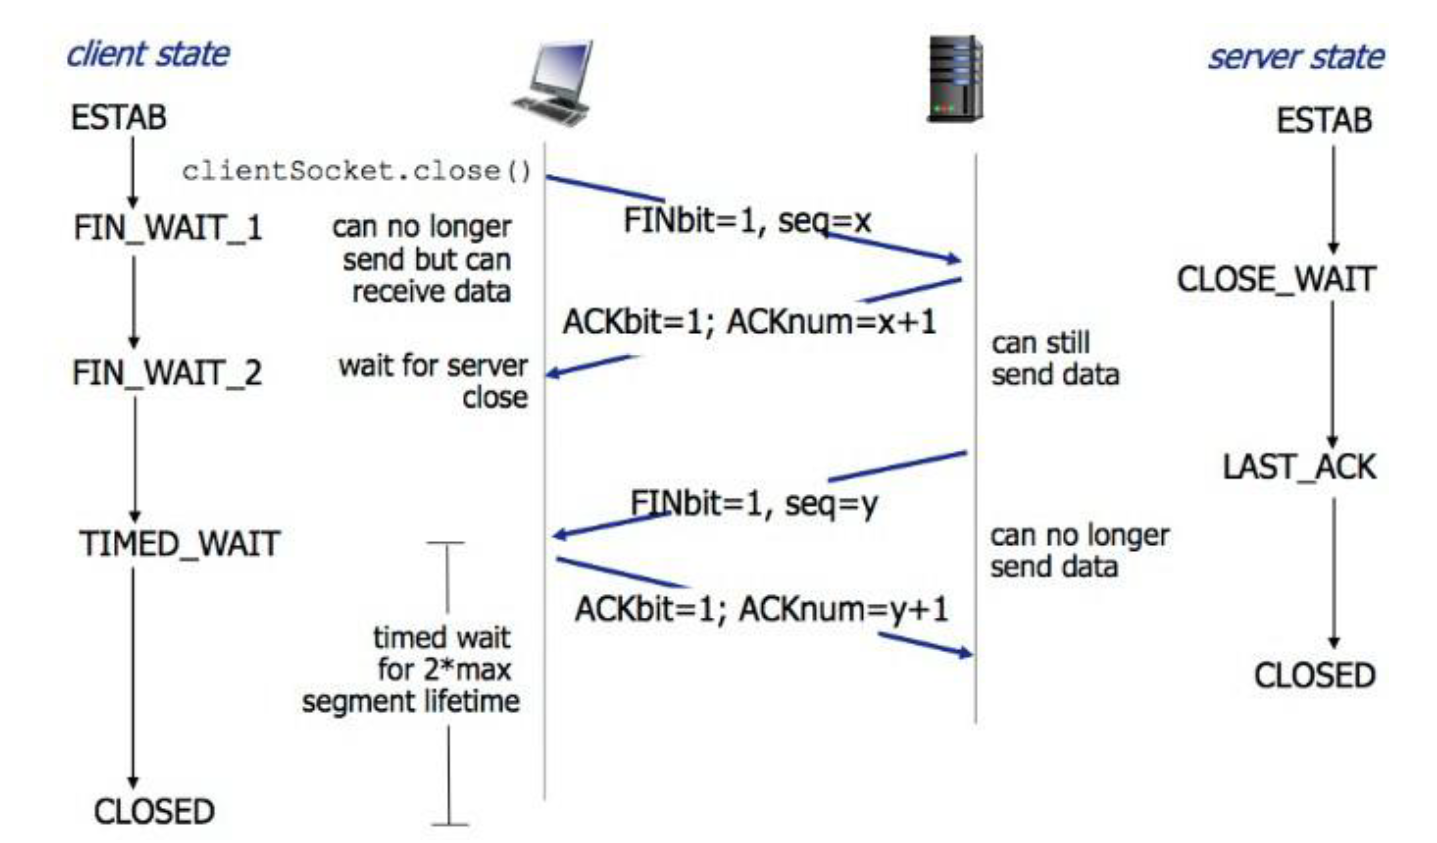 client state
server state
ESTAB
ESTAB
clientSocket.close()
FIN_WAIT_1
can no longer
send but can
receive data
FINbit=1, seq=x
CLOSE_WAIT
ACKbit=1; ACKnum=x+1
can still
send data
FIN_WAIT_2
wait for server
close
LAST_ACK
FINbit=1, seq=y
can no longer
send data
TIMED_WAIT
ACKbit=1; ACKnum=y+1
timed wait
for 2*max
segment lifetime
CLOSED
CLOSED